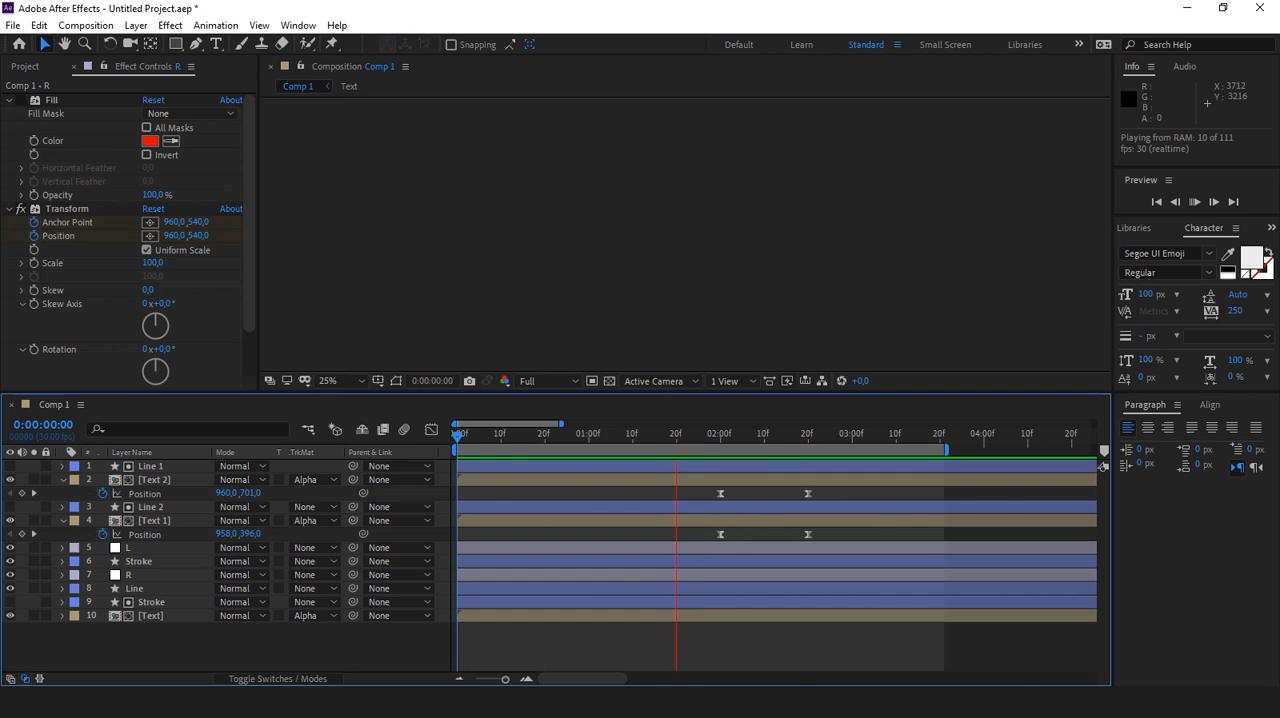 Adobe After Effects - Untitled Project.aep *
File Edit Composition Layer Effect Animation View Window Help
Snapping Default Learn Standard Small Screen Libraries Search Help
Project Effect Controls R Composition Comp 1 Info Audio
Comp 1 • R Comp 1 Text
R : X : 3712
G : Y : 3216
B :
A : 0
Playing from RAM: 10 of 111
fps: 30 (realtime)
Fill Reset About
Fill Mask None
All Masks
Color
Invert
Horizontal Feather 0,0
Vertical Feather 0,0
Opacity 100,0 %
Transform Reset About
Anchor Point 960,0 ,540,0
Position 960,0 ,540,0
Uniform Scale
Scale 100,0
100,0
Skew 0,0
Skew Axis 0 x+0,0 °
Rotation 0 x+0,0 °
Preview
Libraries Character
Segoe UI Emoji
Regular
100 px Auto
Metrics 250
- px
100 % 100 %
0 px 0 %
25% 0:00:00:00 Full Active Camera 1 View +0,0
Paragraph Align
0 px 0 px 0 px
0 px 0 px
Comp 1
0:00:00:00
00000 (30.00 fps)
:00f 10f 20f 01:00f 10f 20f 02:00f 10f 20f 03:00f 10f 20f 04:00f 10f 20f
# Layer Name Mode T .TrkMat Parent & Link
1 Line 1 Normal None
2 [Text 2] Normal Alpha None
Position 960,0,701,0
3 Line 2 Normal None None
4 [Text 1] Normal Alpha None
Position 958,0,396,0
5 L Normal None None
6 Stroke Normal None None
7 R Normal None None
8 Line Normal None None
9 Stroke Normal None None
10 [Text] Normal Alpha None
Toggle Switches / Modes